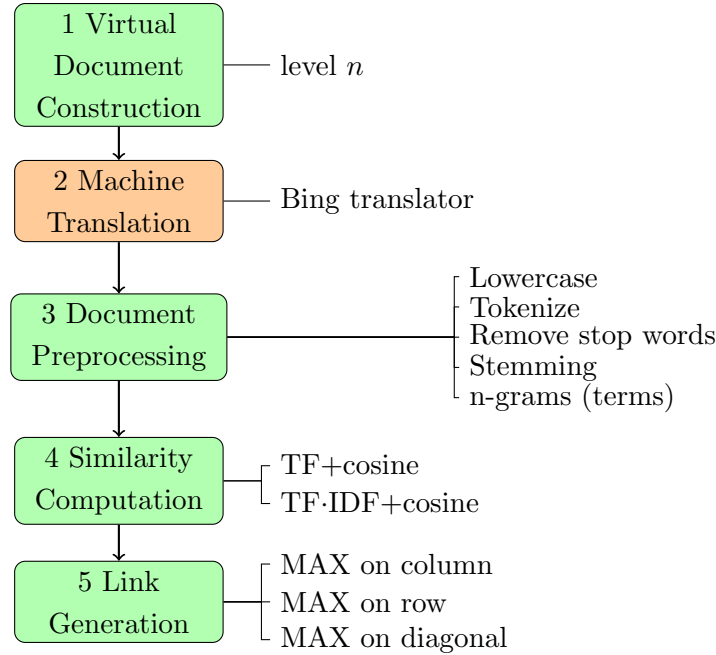 1 Virtual
Document
Construction
level n
2 Machine
Translation
Bing translator
3 Document
Preprocessing
Lowercase
Tokenize
Remove stop words
Stemming
n-grams (terms)
4 Similarity
Computation
TF+cosine
TF·IDF+cosine
5 Link
Generation
MAX on column
MAX on row
MAX on diagonal